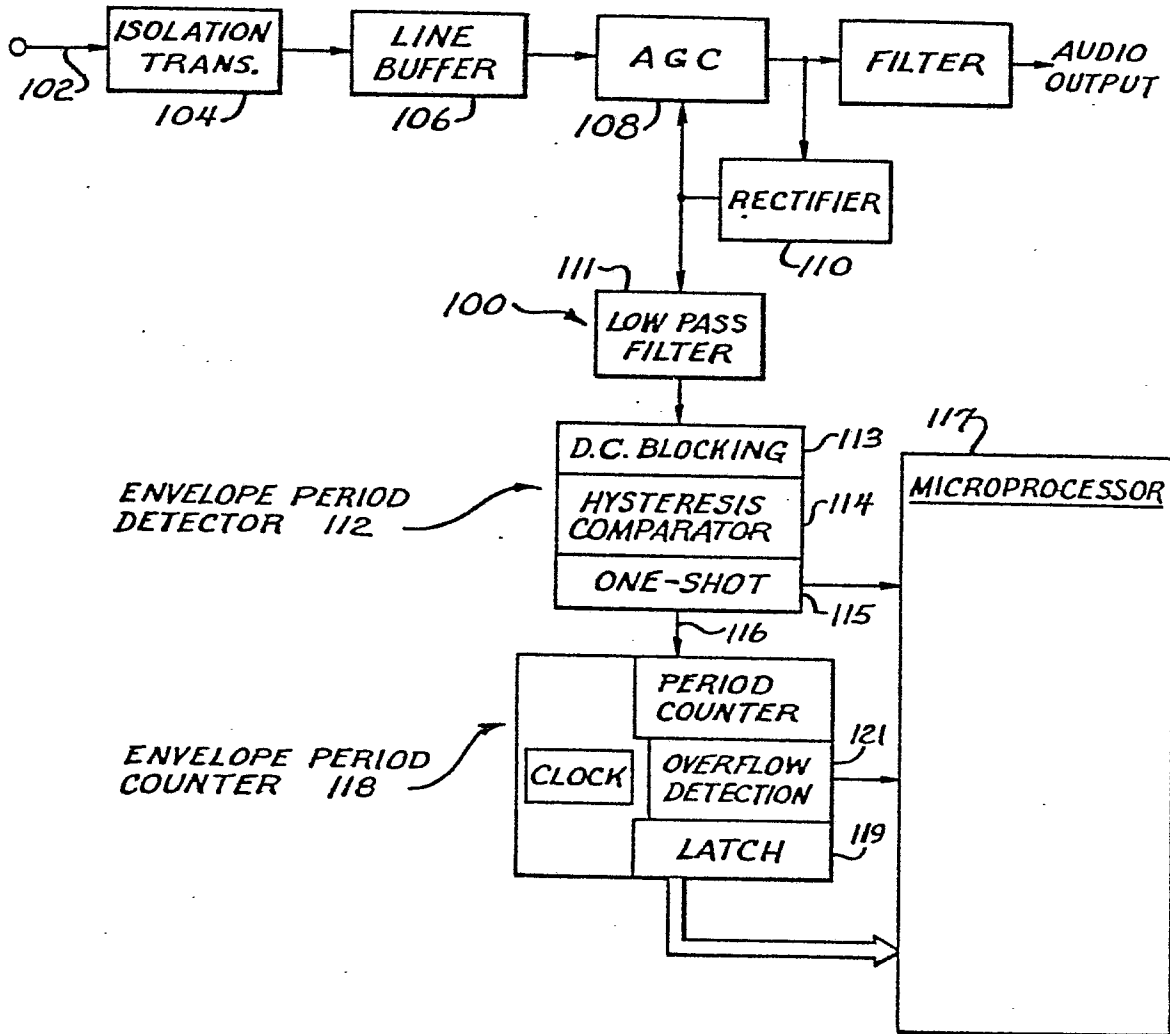 ISOLATION
TRANS.
LINE
BUFFER
AGC
FILTER
AUDIO
OUTPUT
102
104
106
108
RECTIFIER
110
111
100
LOW PASS
FILTER
D.C. BLOCKING
113
117
MICROPROCESSOR
ENVELOPE PERIOD
DETECTOR 112
HYSTERESIS
COMPARATOR
114
ONE-SHOT
115
116
PERIOD
COUNTER
ENVELOPE PERIOD
COUNTER 118
CLOCK
OVERFLOW
DETECTION
121
LATCH
119